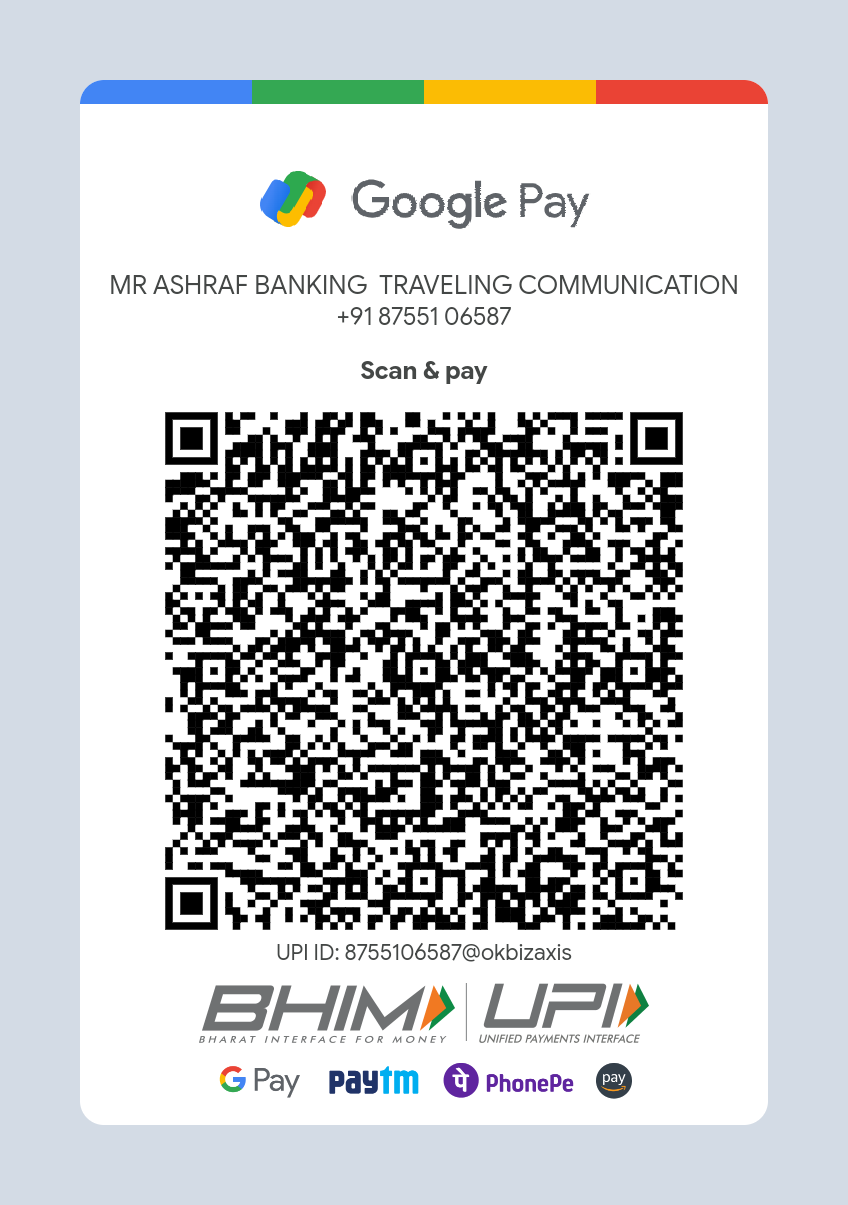 Google Pay
MR ASHRAF BANKING  TRAVELING COMMUNICATION
+91 87551 06587
Scan & pay
UPI ID: 8755106587@okbizaxis
BHIM UPI
BHARAT INTERFACE FOR MONEY UNIFIED PAYMENTS INTERFACE
G Pay paytm पे PhonePe pay